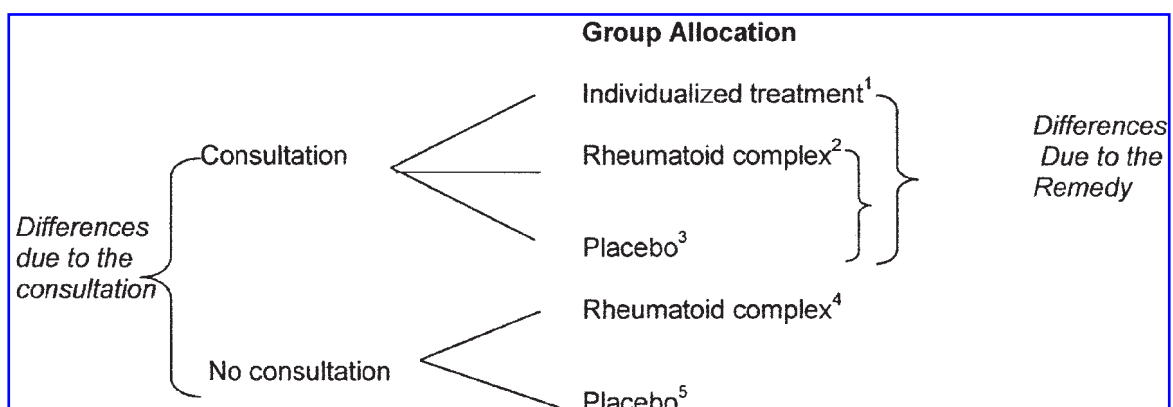 Group Allocation
Individualized treatment¹
Consultation
Rheumatoid complex²
Differences
Due to the
Remedy
Differences
due to the
consultation
Placebo³
Rheumatoid complex⁴
No consultation
Placebo⁵